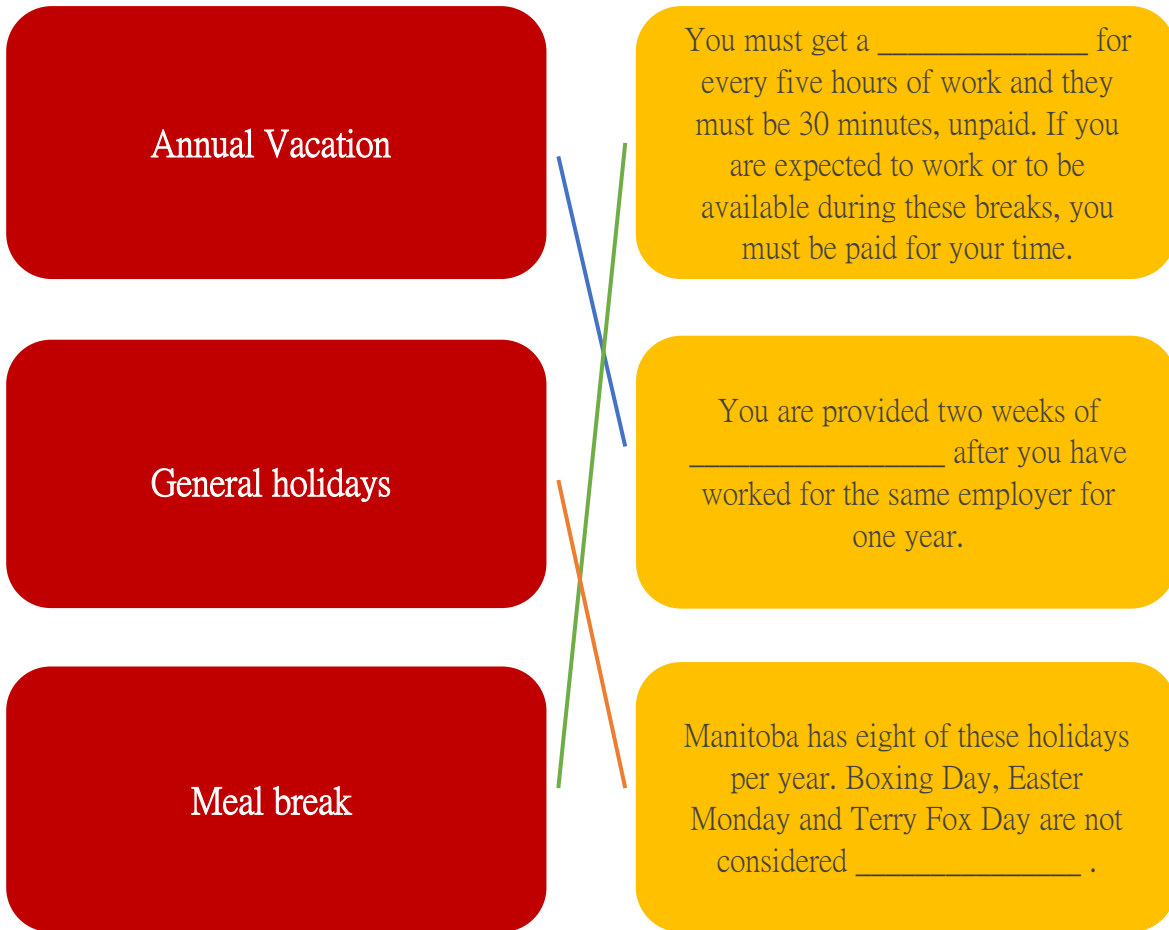 Annual Vacation
You must get a ______________ for
every five hours of work and they
must be 30 minutes, unpaid. If you
are expected to work or to be
available during these breaks, you
must be paid for your time.
General holidays
You are provided two weeks of
_________________ after you have
worked for the same employer for
one year.
Meal break
Manitoba has eight of these holidays
per year. Boxing Day, Easter
Monday and Terry Fox Day are not
considered _______________ .